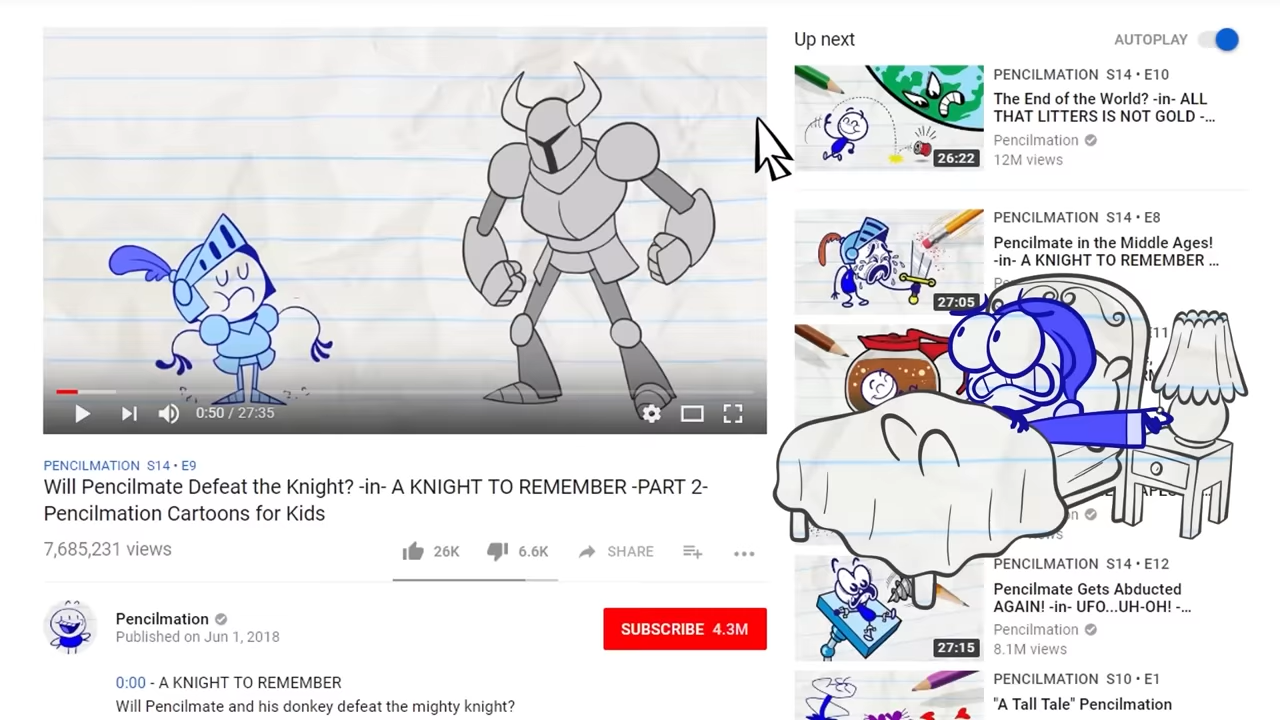 Up next
AUTOPLAY
PENCILMATION S14 • E10
The End of the World? -in- ALL
THAT LITTERS IS NOT GOLD -...
Pencilmation
12M views
26:22
PENCILMATION S14 • E8
Pencilmate in the Middle Ages!
-in- A KNIGHT TO REMEMBER ...
27:05
0:50 / 27:35
PENCILMATION S14 • E9
Will Pencilmate Defeat the Knight? -in- A KNIGHT TO REMEMBER -PART 2-
Pencilmation Cartoons for Kids
7,685,231 views
26K
6.6K
SHARE
PENCILMATION S14 • E12
Pencilmate Gets Abducted
AGAIN! -in- UFO...UH-OH! -...
Pencilmation
8.1M views
27:15
Pencilmation
Published on Jun 1, 2018
SUBSCRIBE 4.3M
0:00 - A KNIGHT TO REMEMBER
Will Pencilmate and his donkey defeat the mighty knight?
PENCILMATION S10 • E1
"A Tall Tale" Pencilmation